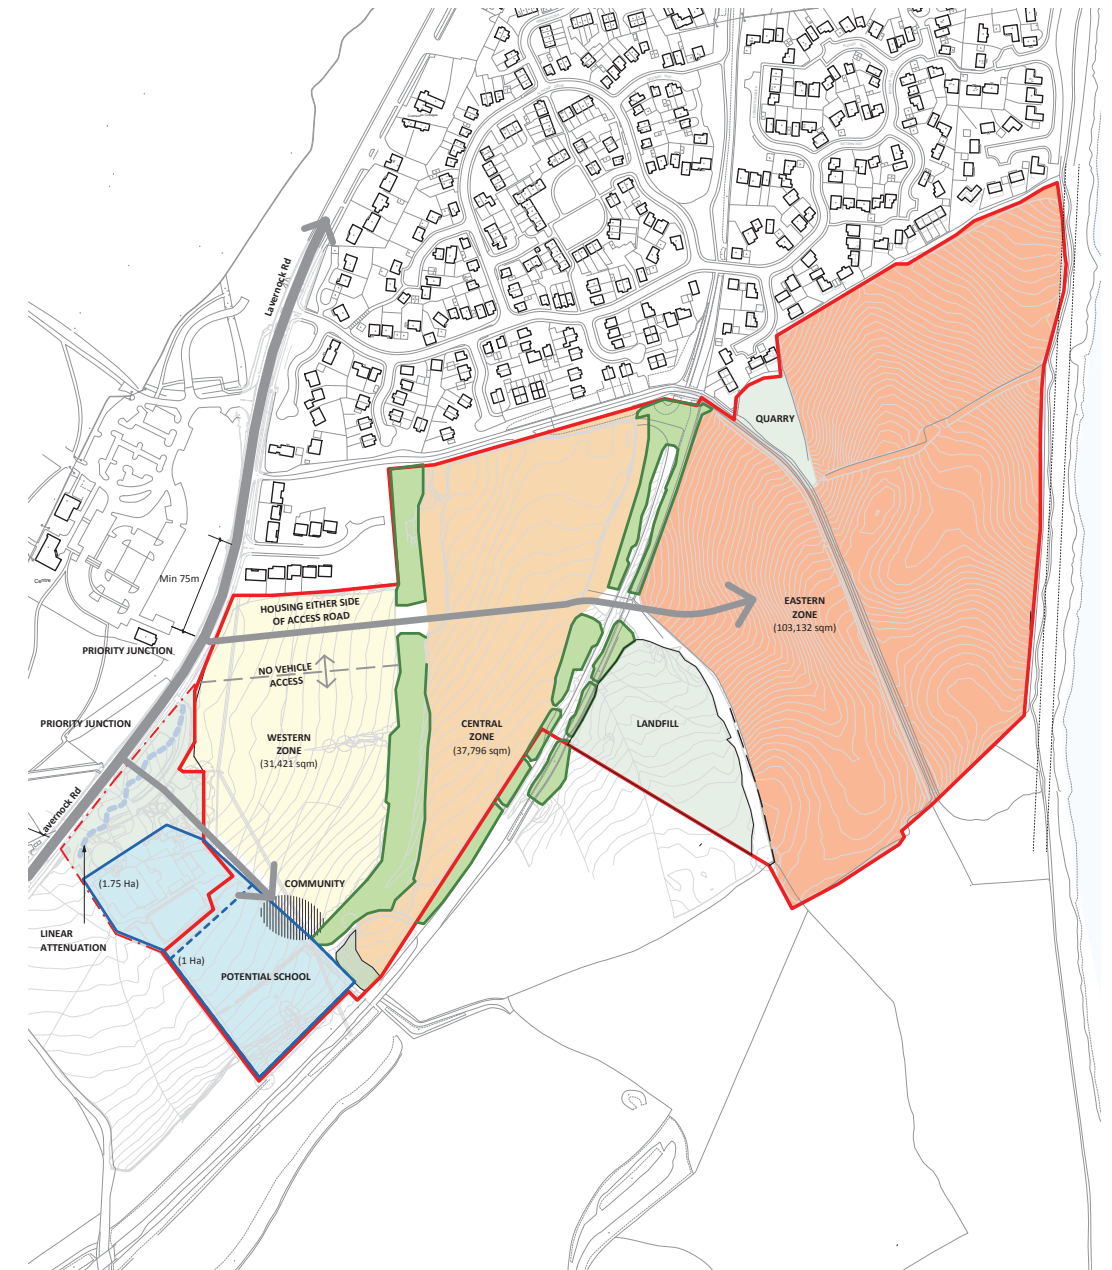 Lavernock Rd
QUARRY
Min 75m
Centre
HOUSING EITHER SIDE
OF ACCESS ROAD
EASTERN
ZONE
(103,132 sqm)
PRIORITY JUNCTION
NO VEHICLE
ACCESS
PRIORITY JUNCTION
CENTRAL
ZONE
(37,796 sqm)
LANDFILL
WESTERN
ZONE
(31,421 sqm)
Lavernock Rd
(1.75 Ha)
COMMUNITY
LINEAR
ATTENUATION
(1 Ha)
POTENTIAL SCHOOL